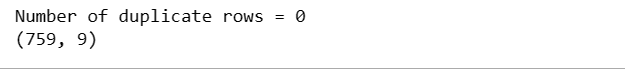 Number of duplicate rows = 0
(759, 9)